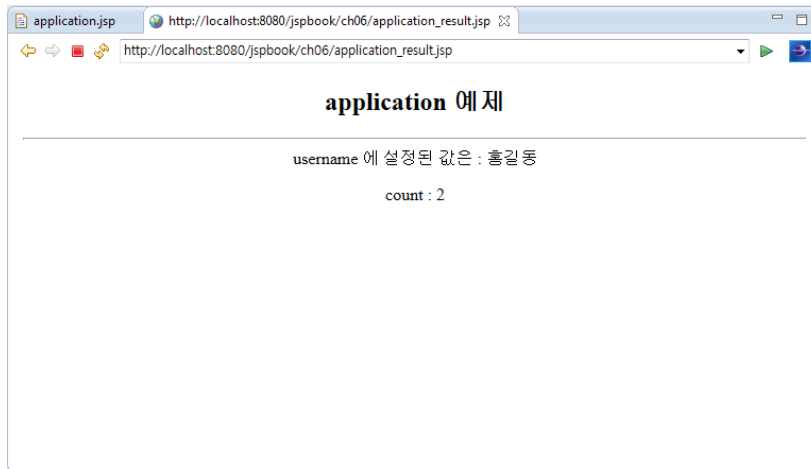 application.jsp
http://localhost:8080/jspbook/ch06/application_result.jsp
http://localhost:8080/jspbook/ch06/application_result.jsp
application 예제
username 에 설정된 값은 : 홍길동
count : 2